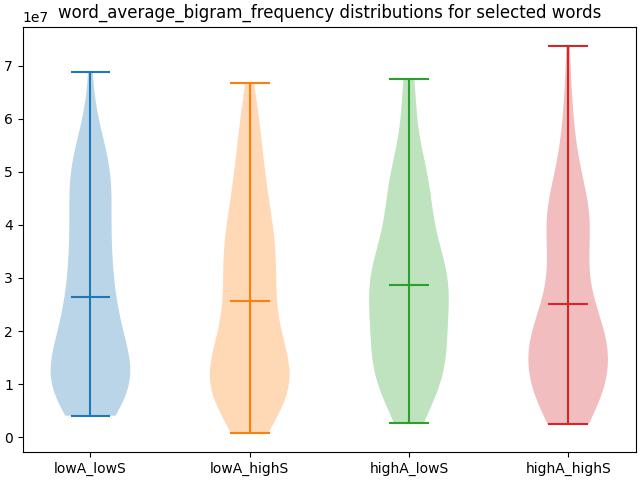 word_average_bigram_frequency distributions for selected words
1e7
7
6
5
4
3
2
1
0
lowA_lowS lowA_highS highA_lowS highA_highS